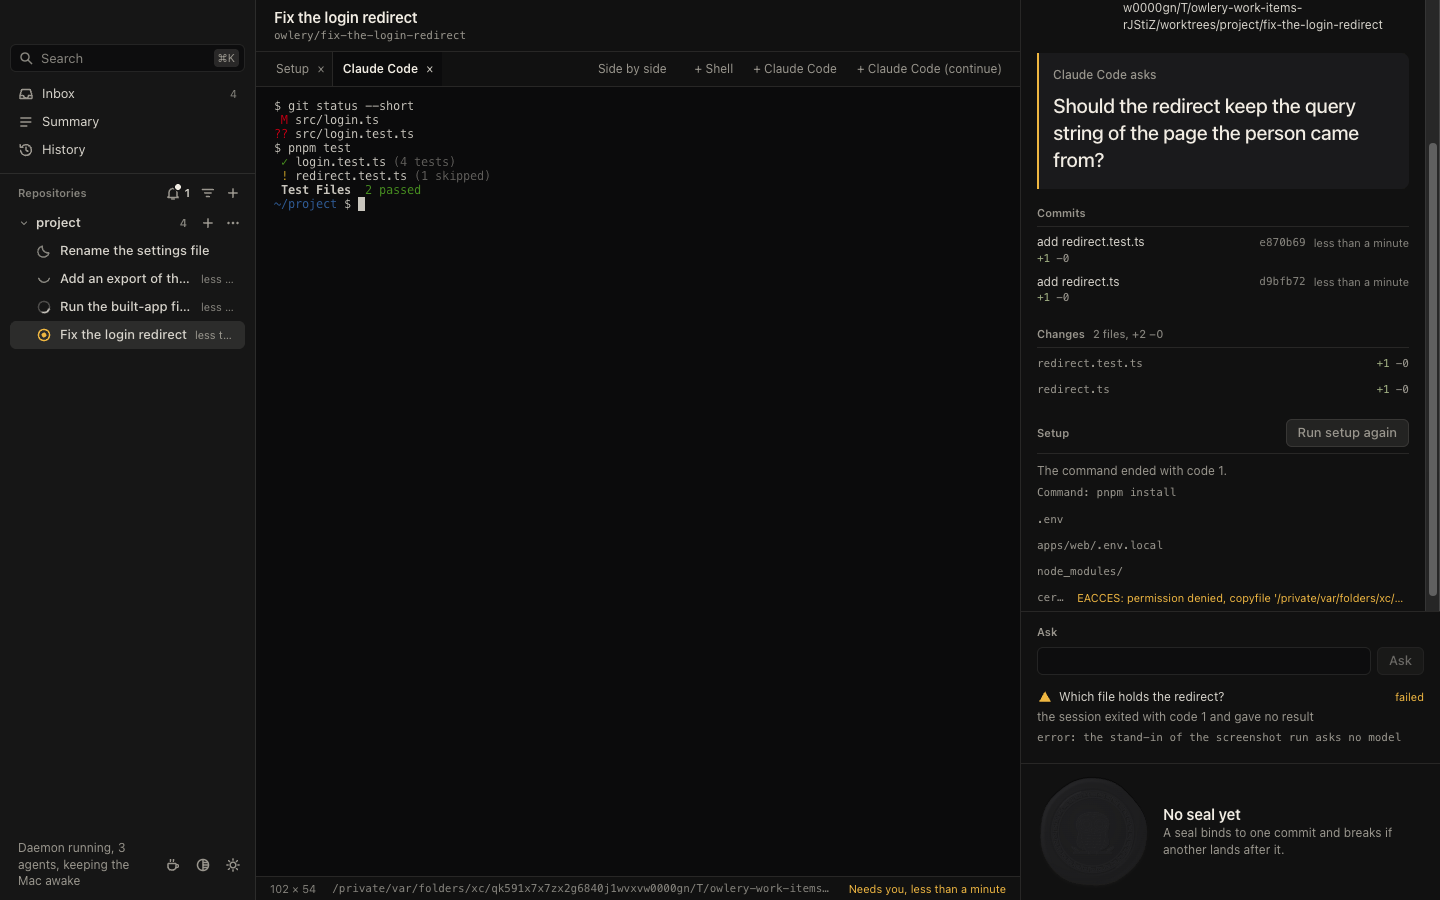 Search
⌘K
Inbox
4
Summary
History
Repositories
1
project
4
Rename the settings file
Add an export of th...
less ...
Run the built-app fi...
less ...
Fix the login redirect
less t...
Daemon running, 3
agents, keeping the
Mac awake
Fix the login redirect
owlery/fix-the-login-redirect
Setup ×
Claude Code ×
Side by side
+ Shell
+ Claude Code
+ Claude Code (continue)
$ git status --short
M src/login.ts
?? src/login.test.ts
$ pnpm test
✓ login.test.ts (4 tests)
! redirect.test.ts (1 skipped)
Test Files 2 passed
~/project $
102 × 54
/private/var/folders/xc/qk591x7x7zx2g6840j1wvxvw0000gn/T/owlery-work-items…
Needs you, less than a minute
w0000gn/T/owlery-work-items-
rJStiZ/worktrees/project/fix-the-login-redirect
Claude Code asks
Should the redirect keep the query
string of the page the person came
from?
Commits
add redirect.test.ts
e870b69 less than a minute
+1 −0
add redirect.ts
d9bfb72 less than a minute
+1 −0
Changes 2 files, +2 −0
redirect.test.ts
+1 −0
redirect.ts
+1 −0
Setup
Run setup again
The command ended with code 1.
Command: pnpm install
.env
apps/web/.env.local
node_modules/
cer…
EACCES: permission denied, copyfile '/private/var/folders/xc/...
Ask
Ask
Which file holds the redirect?
failed
the session exited with code 1 and gave no result
error: the stand-in of the screenshot run asks no model
No seal yet
A seal binds to one commit and breaks if
another lands after it.